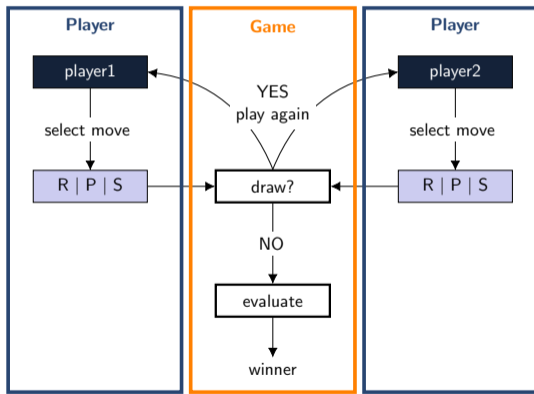 Player
Game
Player
player1
player2
YES
play again
select move
select move
R | P | S
draw?
R | P | S
NO
evaluate
winner